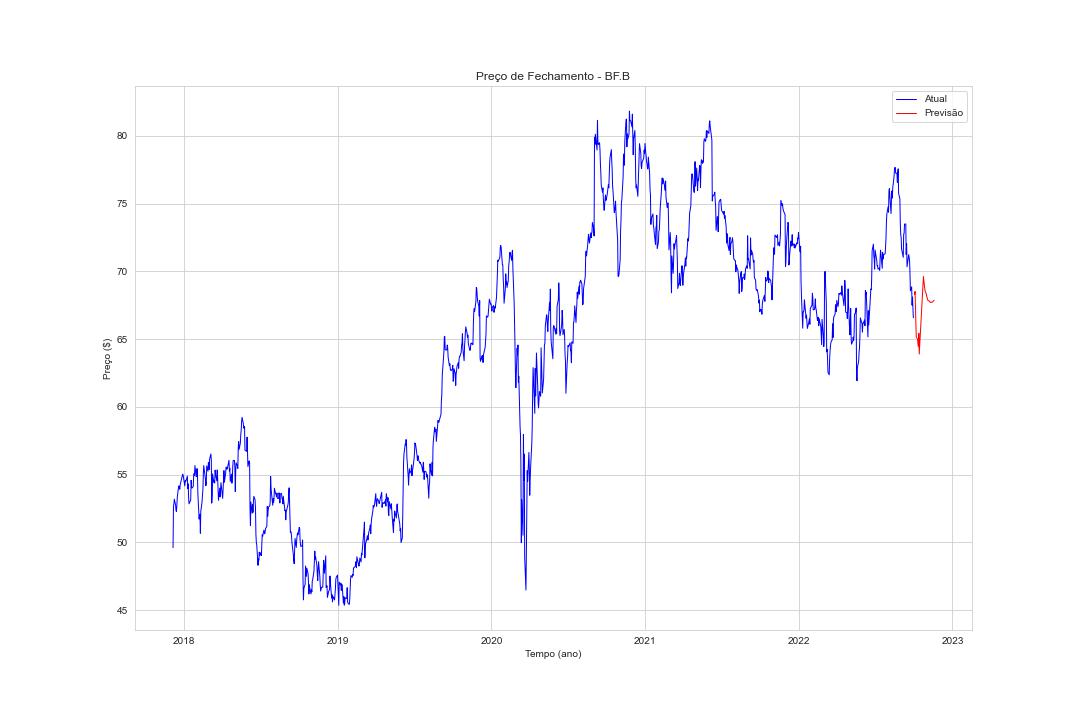 Preço de Fechamento - BF.B
Atual
Previsão
80
75
70
65
60
55
50
45
Preço ($)
2018 2019 2020 2021 2022 2023
Tempo (ano)